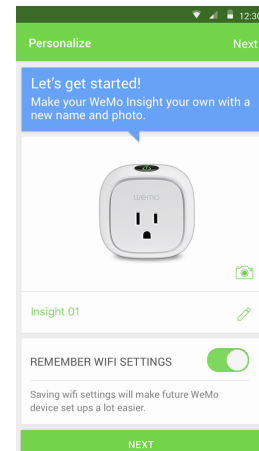 12:30
Personalize
Next
Let's get started!
Make your WeMo Insight your own with a
new name and photo.
wemo
Insight 01
REMEMBER WIFI SETTINGS
Saving wifi settings will make future WeMo
device set ups a lot easier.
NEXT